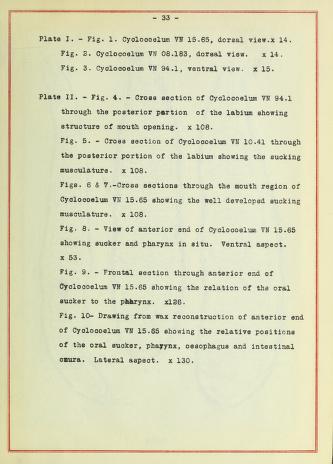 - 33 -
Plate I. - Fig. 1. Cyclocoelum VN 15.65, dorsal view.x 14.
Fig. 2. Cyclocoelum VN 08.183, dorsal view. x 14.
Fig. 3. Cyclocoelum VN 94.1, ventral view. x 15.
Plate II. - Fig. 4. - Cross section of Cyclocoelum VN 94.1
through the posterior portion of the labium showing
structure of mouth opening. x 108.
Fig. 5. - Cross section of Cyclocoelum VN 10.41 through
the posterior portion of the labium showing the sucking
musculature. x 108.
Figs. 6 & 7.-Cross sections through the mouth region of
Cyclocoelum VN 15.65 showing the well developed sucking
musculature. x 108.
Fig. 8. - View of anterior end of Cyclocoelum VN 15.65
showing sucker and pharynx in situ. Ventral aspect.
x 53.
Fig. 9. - Frontal section through anterior end of
Cyclocoelum VN 15.65 showing the relation of the oral
sucker to the pharynx. x128.
Fig. 10- Drawing from wax reconstruction of anterior end
of Cyclocoelum VN 15.65 showing the relative positions
of the oral sucker, pharynx, oesophagus and intestinal
crura. Lateral aspect. x 130.